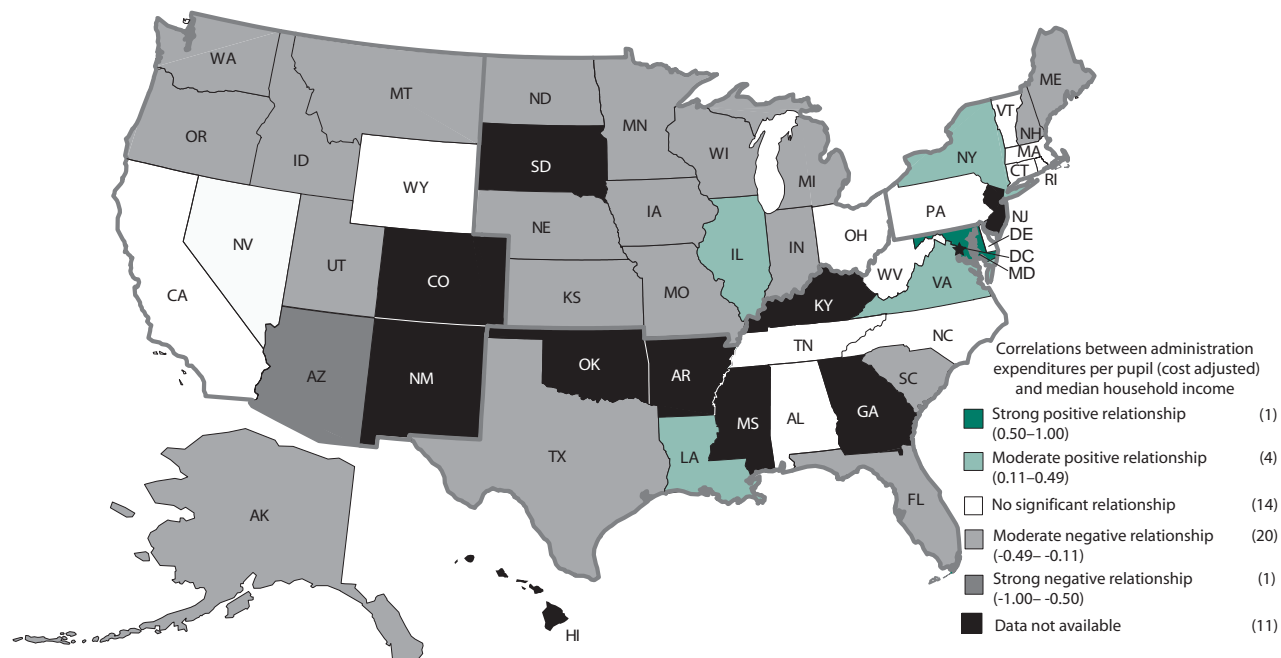 WA
MT
ND
MN
ME
VT
NH
OR
ID
SD
WI
NY
MA
MI
CT
RI
WY
PA
NJ
NE
IA
OH
DE
NV
IL
IN
DC
UT
CO
WV
MD
CA
KS
MO
VA
KY
TN
NC
AZ
NM
OK
AR
SC
MS
AL
GA
TX
LA
FL
AK
HI
Correlations between administration
expenditures per pupil (cost adjusted)
and median household income
Strong positive relationship (1)
(0.50–1.00)
Moderate positive relationship (4)
(0.11–0.49)
No significant relationship (14)
Moderate negative relationship (20)
(-0.49– -0.11)
Strong negative relationship (1)
(-1.00– -0.50)
Data not available (11)